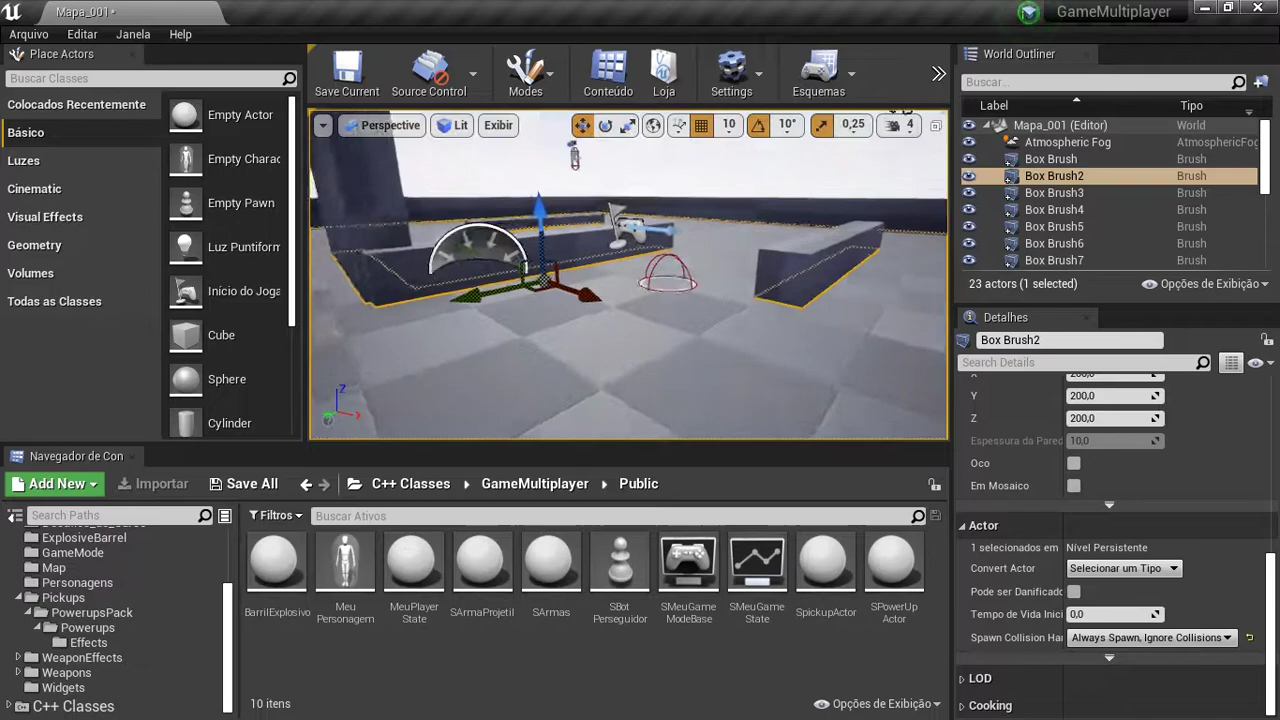 Mapa_001•
GameMultiplayer
Arquivo Editar Janela Help
Place Actors
Buscar Classes
Colocados Recentemente
Básico
Luzes
Cinematic
Visual Effects
Geometry
Volumes
Todas as Classes
Empty Actor
Empty Charac
Empty Pawn
Luz Puntiform
Início do Joga
Cube
Sphere
Cylinder
Save Current
Source Control
Modes
Conteúdo
Loja
Settings
Esquemas
Perspective Lit Exibir 10 10° 0,25 4
Z
X
World Outliner
Buscar...
Label Tipo
Mapa_001 (Editor) World
Atmospheric Fog AtmosphericFog
Box Brush Brush
Box Brush2 Brush
Box Brush3 Brush
Box Brush4 Brush
Box Brush5 Brush
Box Brush6 Brush
Box Brush7 Brush
23 actors (1 selected) Opções de Exibição
Detalhes
Box Brush2
Search Details
X 200,0
Y 200,0
Z 200,0
Espessura da Pared 10,0
Oco
Em Mosaico
Actor
1 selecionados em Nível Persistente
Convert Actor Selecionar um Tipo
Pode ser Danificado
Tempo de Vida Inici 0,0
Spawn Collision Han Always Spawn, Ignore Collisions
LOD
Cooking
Navegador de Con
Add New Importar Save All C++ Classes GameMultiplayer Public
Search Paths
Filtros Buscar Ativos
ExplosiveBarrel
GameMode
Map
Personagens
Pickups
PowerupsPack
Powerups
Effects
WeaponEffects
Weapons
Widgets
C++ Classes
BarrilExplosivo
Meu
Personagem
MeuPlayer
State
SArmaProjetil
SArmas
SBot
Perseguidor
SMeuGame
ModeBase
SMeuGame
State
SpickupActor
SPowerUp
Actor
10 itens
Opções de Exibição